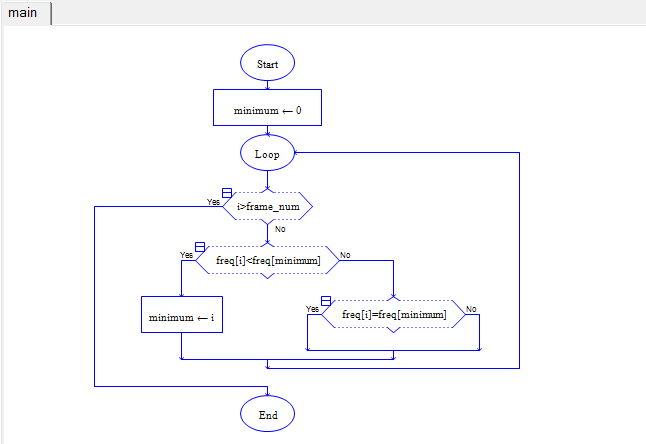 main
Start
minimum ← 0
Loop
i>frame_num
Yes
No
freq[i]<freq[minimum]
Yes
No
minimum ← i
freq[i]=freq[minimum]
Yes
No
End